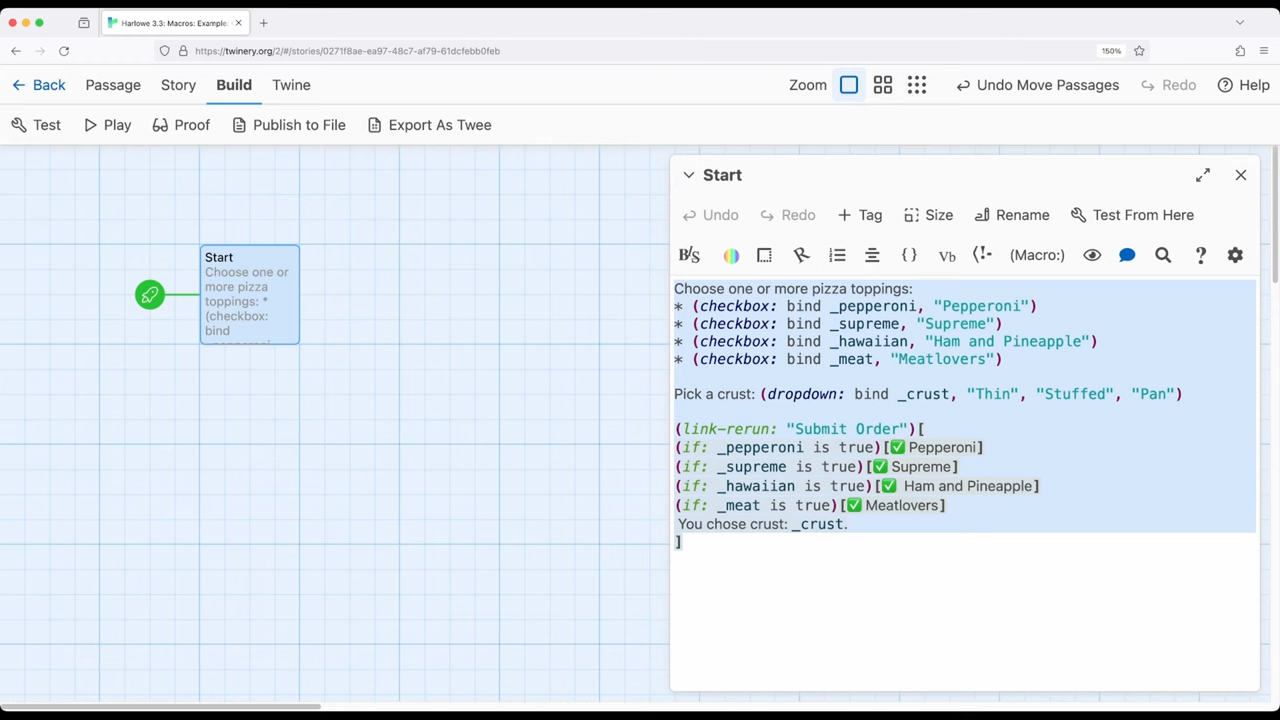 Harlowe 3.3: Macros: Example:
https://twinery.org/2/#/stories/0271f8ae-ea97-48c7-af79-61dcfebb0feb
150%
Back Passage Story Build Twine Zoom Undo Move Passages Redo Help
Test Play Proof Publish to File Export As Twee
Start
Choose one or
more pizza
toppings: *
(checkbox:
bind
Start
Undo Redo + Tag Size Rename Test From Here
(Macro:)
Choose one or more pizza toppings:
* (checkbox: bind _pepperoni, "Pepperoni")
* (checkbox: bind _supreme, "Supreme")
* (checkbox: bind _hawaiian, "Ham and Pineapple")
* (checkbox: bind _meat, "Meatlovers")
Pick a crust: (dropdown: bind _crust, "Thin", "Stuffed", "Pan")
(link-rerun: "Submit Order")[
(if: _pepperoni is true)[✅ Pepperoni]
(if: _supreme is true)[✅ Supreme]
(if: _hawaiian is true)[✅ Ham and Pineapple]
(if: _meat is true)[✅ Meatlovers]
You chose crust: _crust.
]